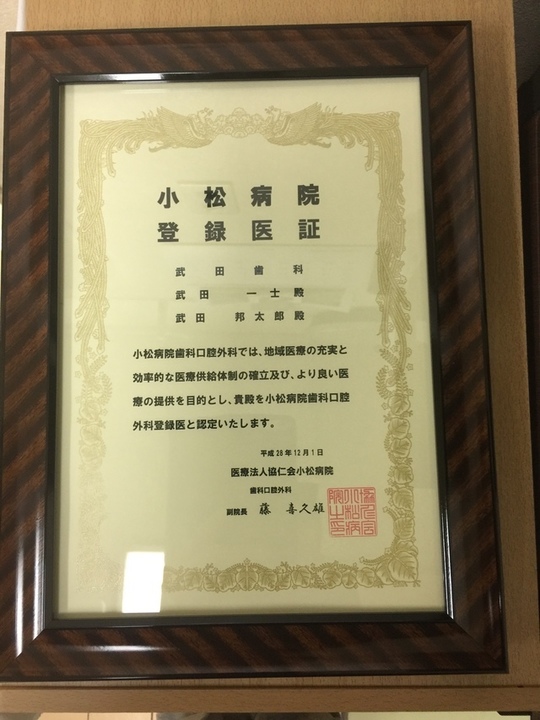 小松病院
登録医証
武田歯科
武田 一士殿
武田 邦太郎殿
小松病院歯科口腔外科では、地域医療の充実と
効率的な医療供給体制の確立及び、より良い医
療の提供を目的とし、貴殿を小松病院歯科口腔
外科登録医と認定いたします。
平成28年12月1日
医療法人協仁会小松病院
歯科口腔外科
副院長 藤 喜久雄